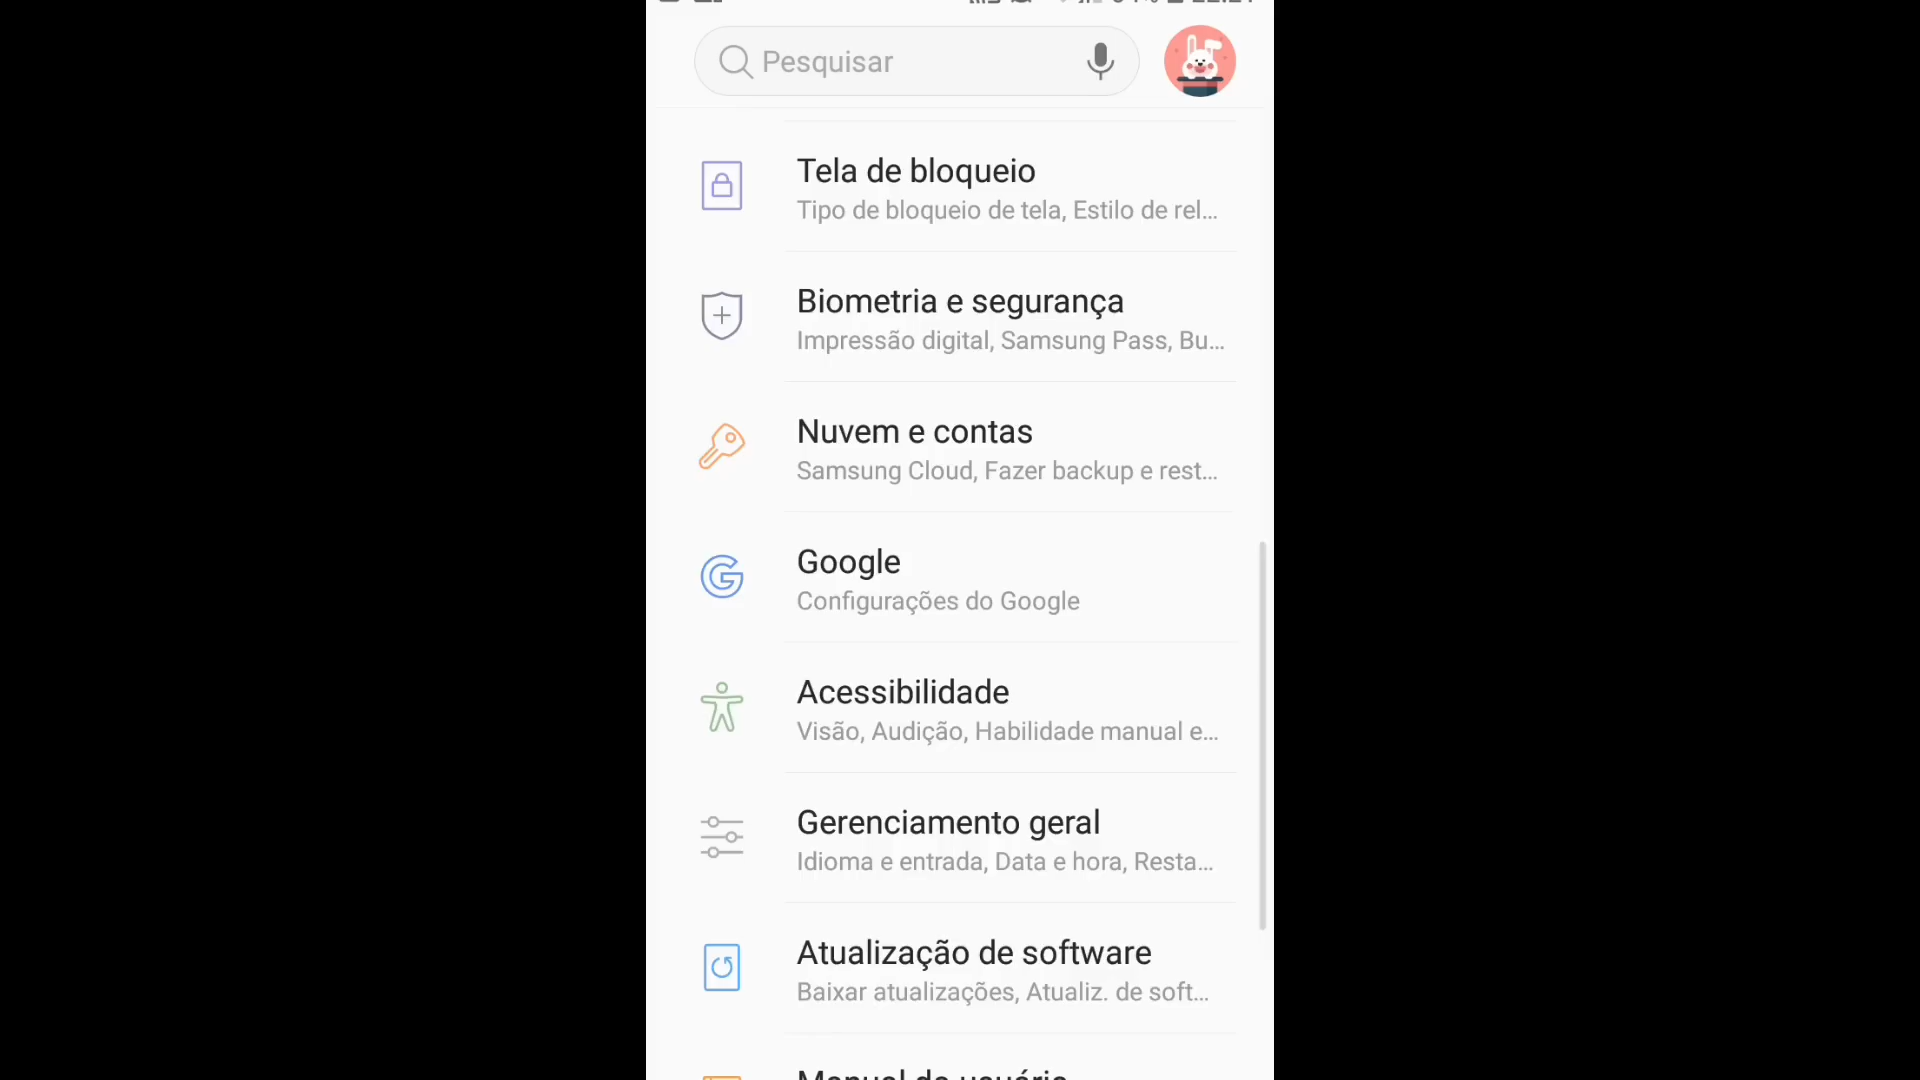 Pesquisar
Tela de bloqueio
Tipo de bloqueio de tela, Estilo de rel...
Biometria e segurança
Impressão digital, Samsung Pass, Bu...
Nuvem e contas
Samsung Cloud, Fazer backup e rest...
Google
Configurações do Google
Acessibilidade
Visão, Audição, Habilidade manual e...
Gerenciamento geral
Idioma e entrada, Data e hora, Resta...
Atualização de software
Baixar atualizações, Atualiz. de soft...
Manual do usuário